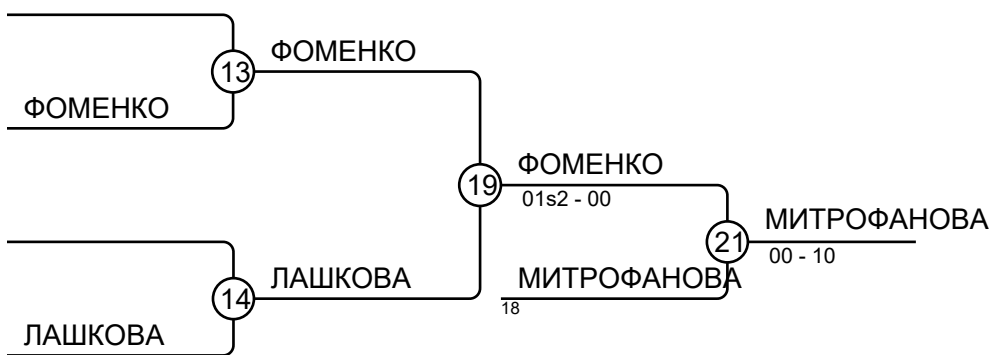 ФОМЕНКО
13
ФОМЕНКО
ФОМЕНКО
19
01s2 - 00
МИТРОФАНОВА
21
00 - 10
ЛАШКОВА
МИТРОФАНОВА
14
18
ЛАШКОВА